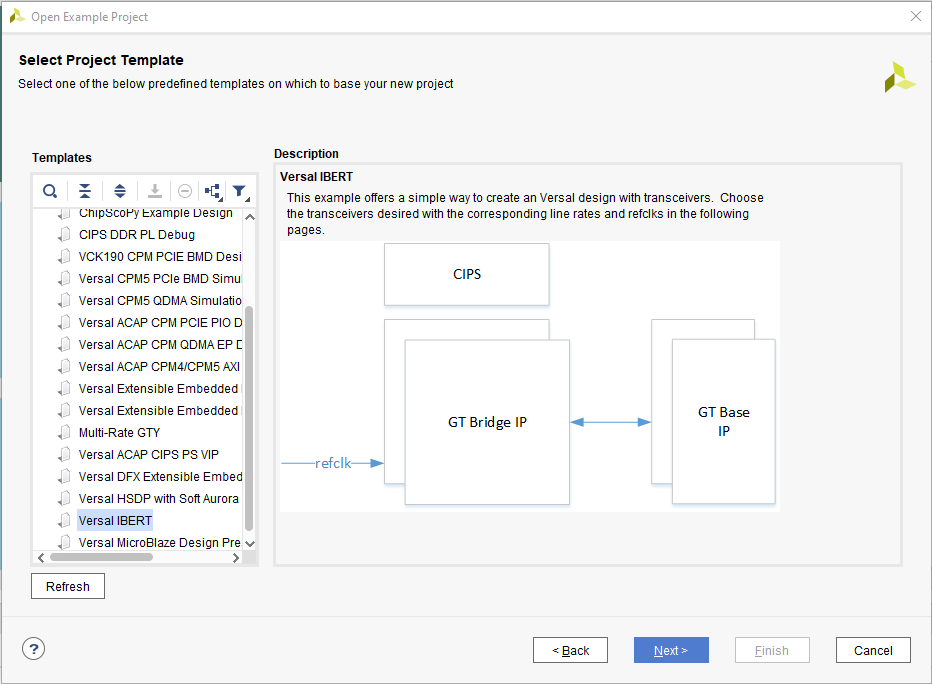 Open Example Project
Select Project Template
Select one of the below predefined templates on which to base your new project
Templates
ChipScoPy Example Design
CIPS DDR PL Debug
VCK190 CPM PCIE BMD Desi
Versal CPM5 PCIe BMD Simu
Versal CPM5 QDMA Simulatio
Versal ACAP CPM PCIE PIO D
Versal ACAP CPM QDMA EP D
Versal ACAP CPM4/CPM5 AXI
Versal Extensible Embedded
Versal Extensible Embedded
Multi-Rate GTY
Versal ACAP CIPS PS VIP
Versal DFX Extensible Embed
Versal HSDP with Soft Aurora
Versal IBERT
Versal MicroBlaze Design Pre
Refresh
Description
Versal IBERT
This example offers a simple way to create an Versal design with transceivers. Choose
the transceivers desired with the corresponding line rates and refclks in the following
pages.
CIPS
GT Bridge IP
GT Base
IP
refclk
?
< Back
Next >
Finish
Cancel